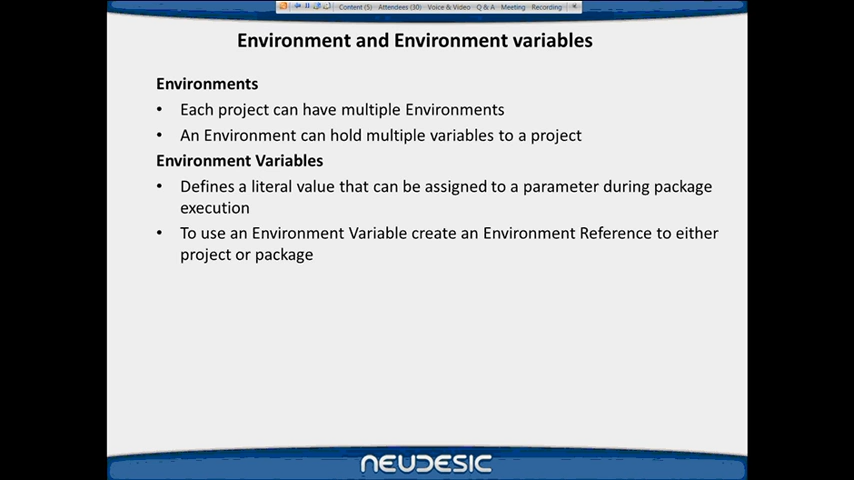 Content (5) Attendees (30) Voice & Video Q & A Meeting Recording
Environment and Environment variables
Environments
• Each project can have multiple Environments
• An Environment can hold multiple variables to a project
Environment Variables
• Defines a literal value that can be assigned to a parameter during package
execution
• To use an Environment Variable create an Environment Reference to either
project or package
NEUDESIC